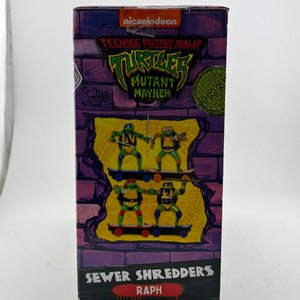 nickelodeon
TEENAGE MUTANT NINJA
TURTLES
MUTANT
MAYHEM
SEWER SHREDDERS
RAPH